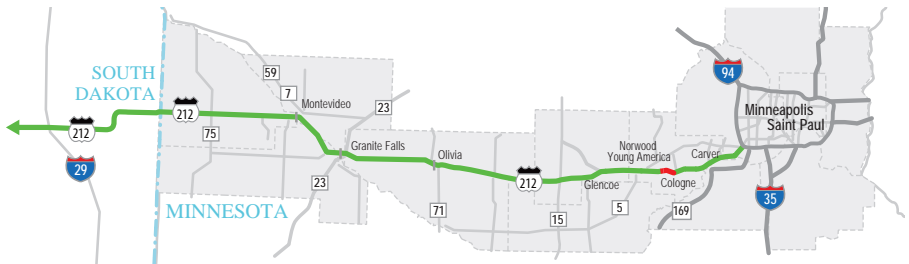 SOUTH
DAKOTA
MINNESOTA
212
29
212
75
59
7
Montevideo
23
Granite Falls
23
Olivia
71
212
15
Glencoe
5
Norwood
Young America
Cologne
169
Carver
94
Minneapolis
Saint Paul
35